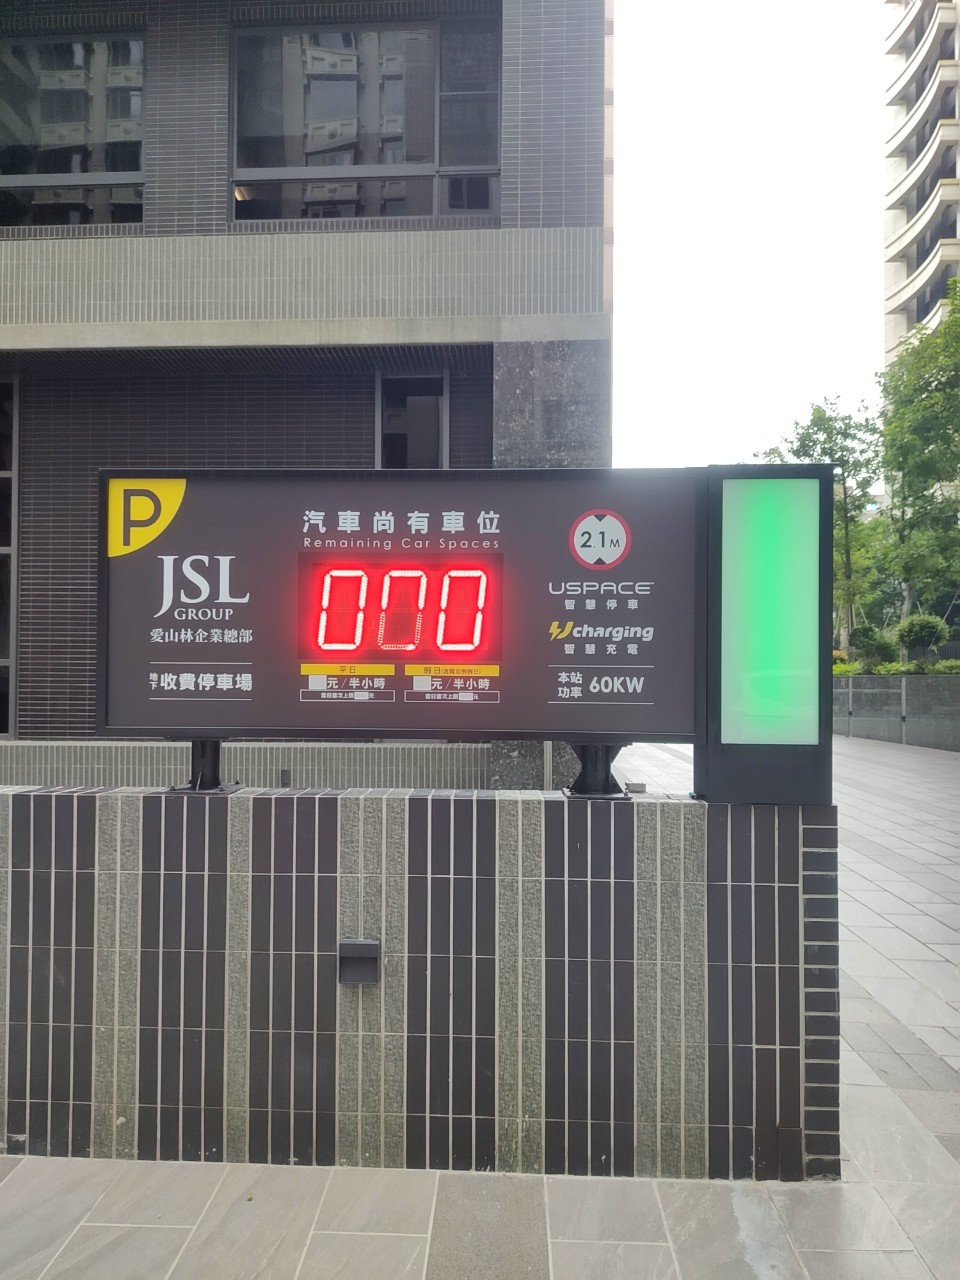 P
JSL
GROUP
愛山林企業總部
地下 收費停車場
汽車尚有車位
Remaining Car Spaces
000
平日
元/半小時
假日
元/半小時
2.1M
USPACE
智慧停車
charging
智慧充電
本站功率 60KW